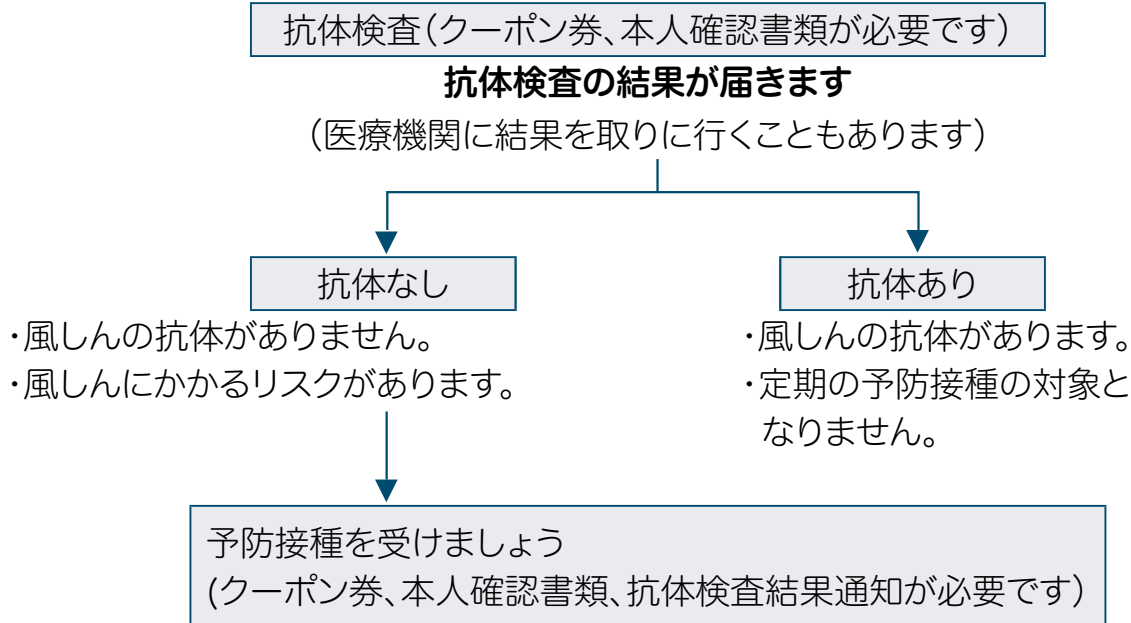 抗体検査（クーポン券、本人確認書類が必要です）
抗体検査の結果が届きます
（医療機関に結果を取りに行くこともあります）
抗体なし
・風しんの抗体がありません。
・風しんにかかるリスクがあります。
抗体あり
・風しんの抗体があります。
・定期の予防接種の対象と
なりません。
予防接種を受けましょう
(クーポン券、本人確認書類、抗体検査結果通知が必要です）